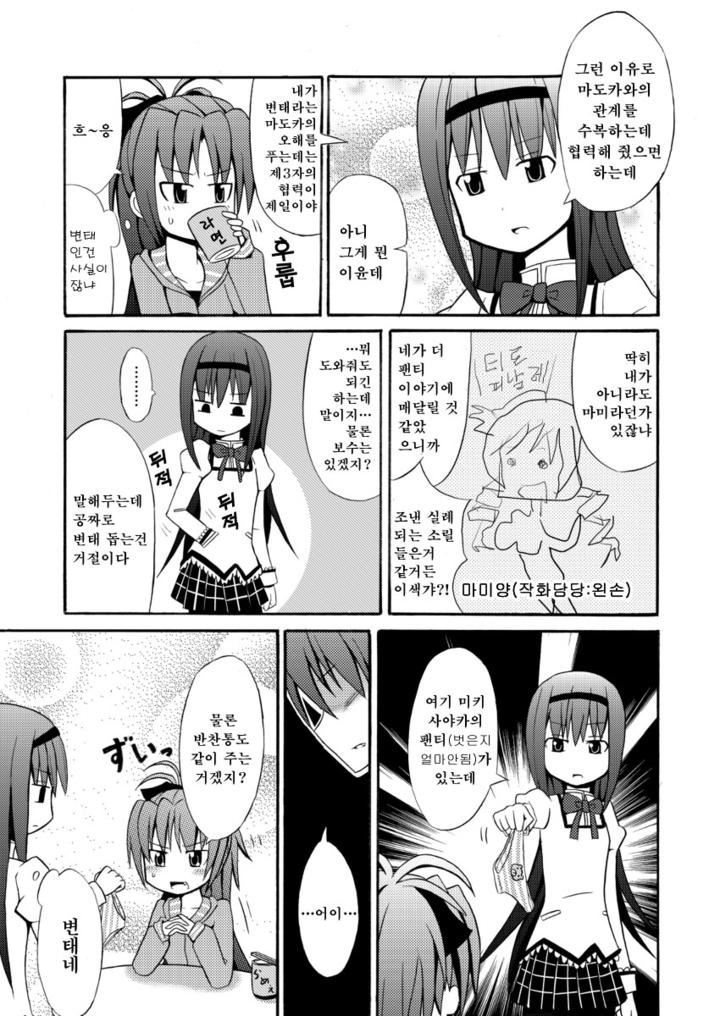 그런 이유로
마도카와의
관계를
수복하는데
협력해 줬으면
하는데
아니
그게 뭔
이윤데
내가
변태라는
마도카의
오해를
푸는데는
제3자의
협력이
제일이야
흐~응
라면
우룹
변태
인건
사실이
잖냐
딱히
내가
아니라도
마미라던가
있잖냐
티로
피남레
네가 더
팬티
이야기에
매달릴 것
같았
으니까
조낸 실레
되는 소릴
들은거
같거든
이색갸?!
마미양(작화담당:왼손)
…뭐
도와줘도
되긴
하는데
말이지…
물론
보수는
있겠지?
……
뒤적
뒤적
말해두는데
공짜로
변태 돕는건
거절이다
여기 미키
사야카의
팬티(벗은지
얼마안됨)가
있는데
…어이…
물론
반찬통도
같이 주는
거겠지?
ずいっ
변태네
らぁめん